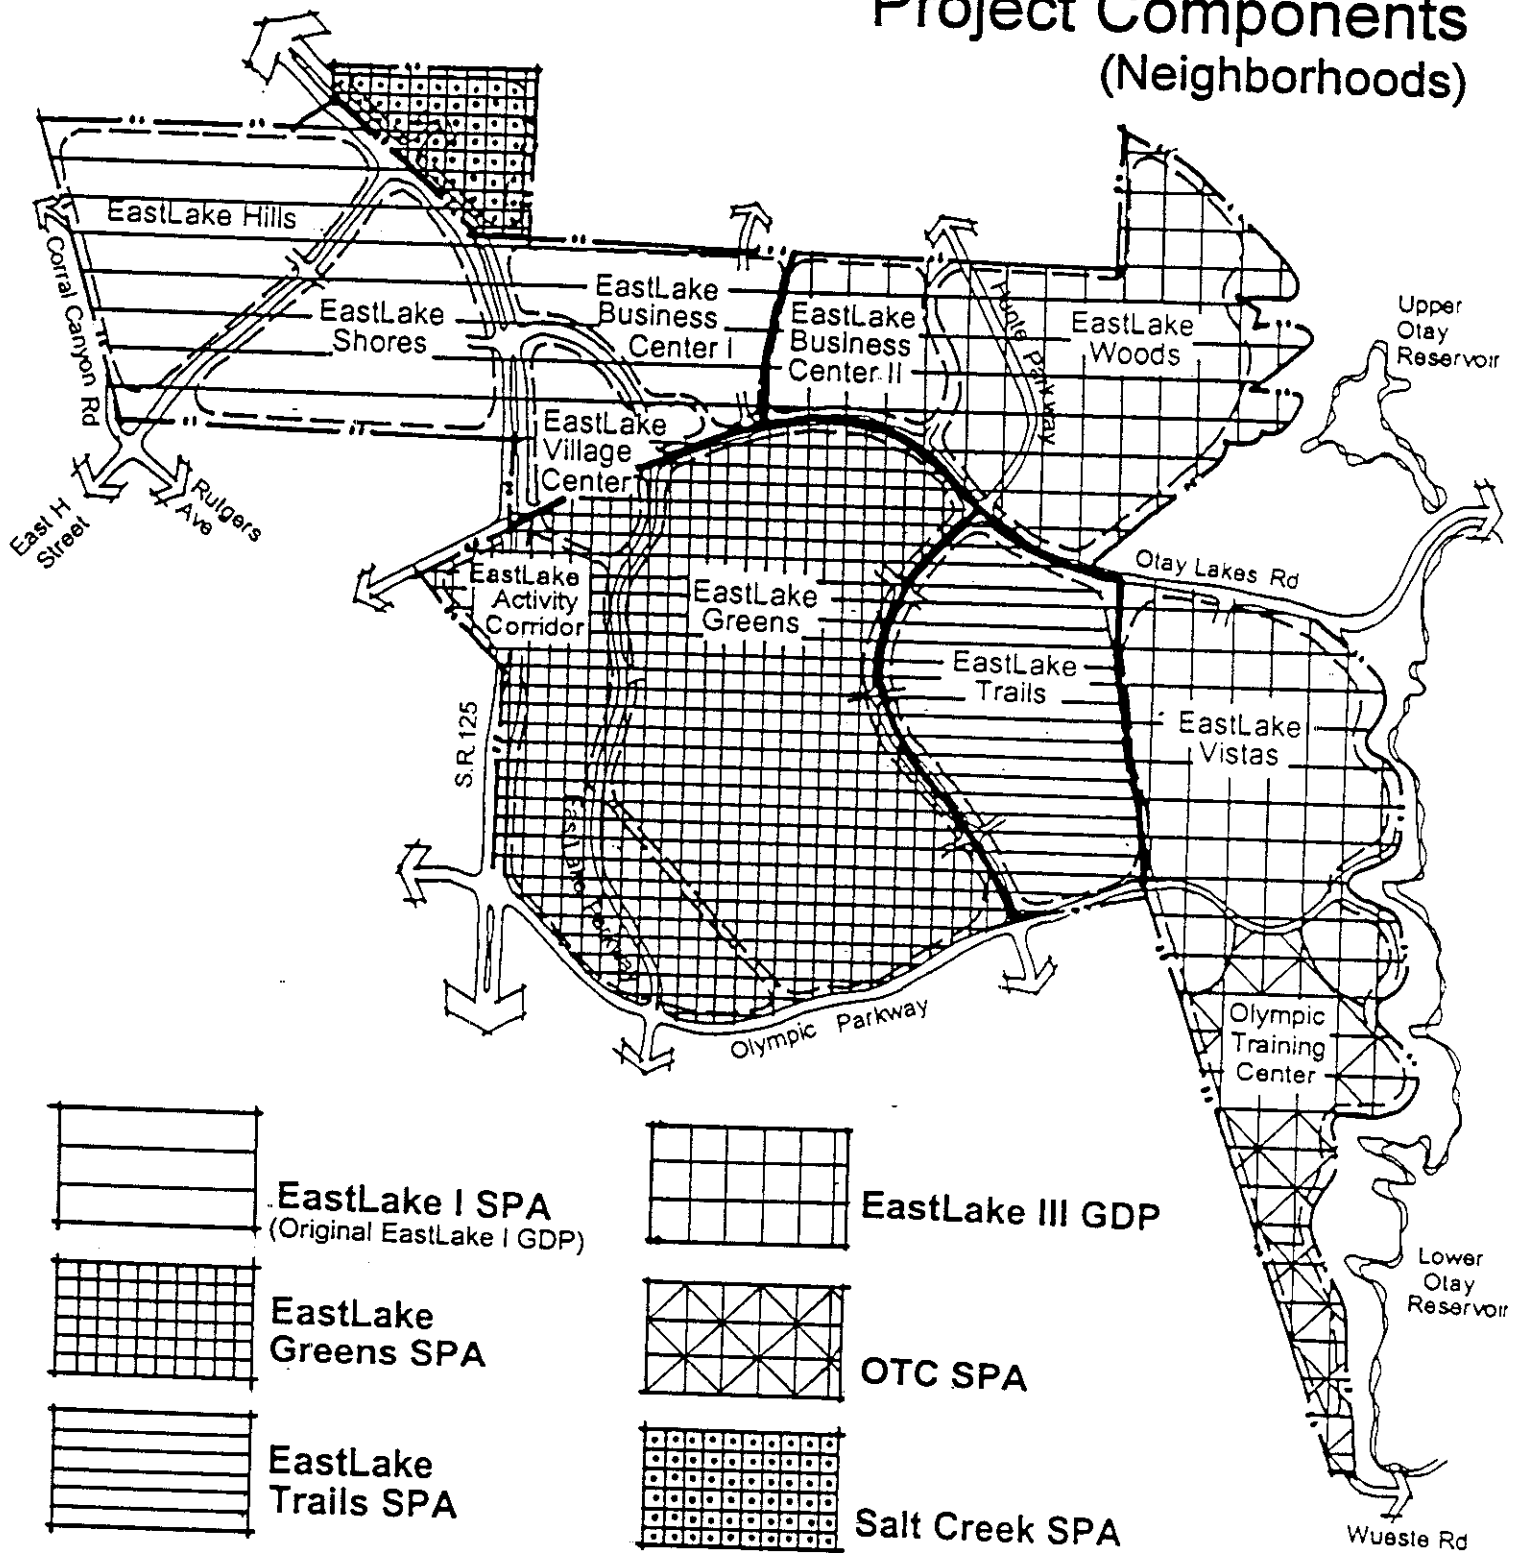 Project Components
(Neighborhoods)
EastLake Hills
Corral Canyon Rd
EastLake
Shores
EastLake
Business
Center I
EastLake
Business
Center II
Hunte Parkway
EastLake
Woods
Upper
Otay
Reservoir
EastLake
Village
Center
East H
Street
Rutgers
Ave
EastLake
Activity
Corridor
EastLake
Greens
Otay Lakes Rd
EastLake
Trails
EastLake
Vistas
S.R. 125
EastLake Parkway
Olympic Parkway
Olympic
Training
Center
Lower
Otay
Reservoir
Wueste Rd
EastLake I SPA
(Original EastLake I GDP)
EastLake
Greens SPA
EastLake
Trails SPA
EastLake III GDP
OTC SPA
Salt Creek SPA